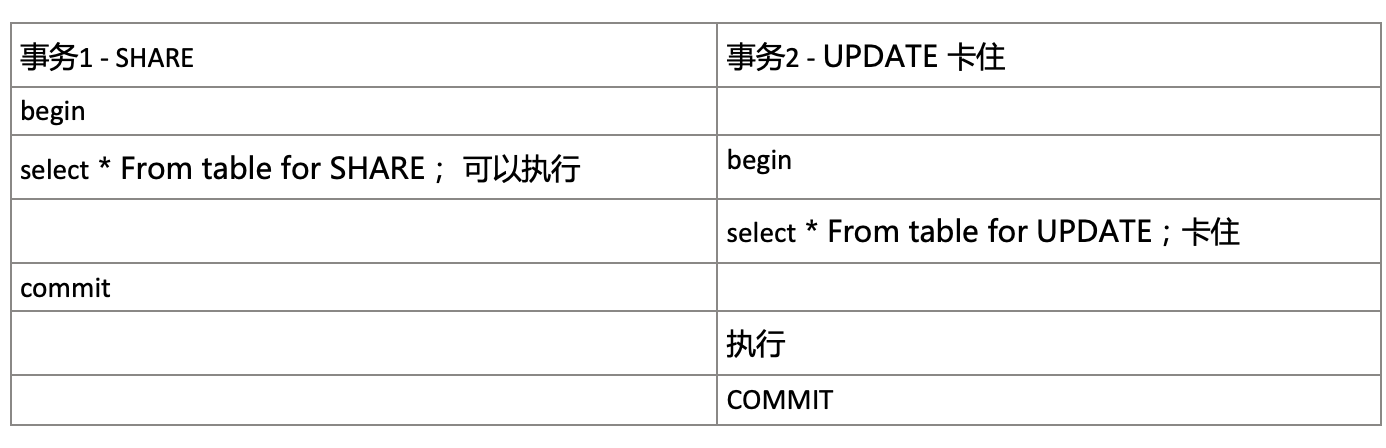 事务1 - SHARE
事务2 - UPDATE 卡住
begin
select * From table for SHARE； 可以执行
begin
select * From table for UPDATE；卡住
commit
执行
COMMIT